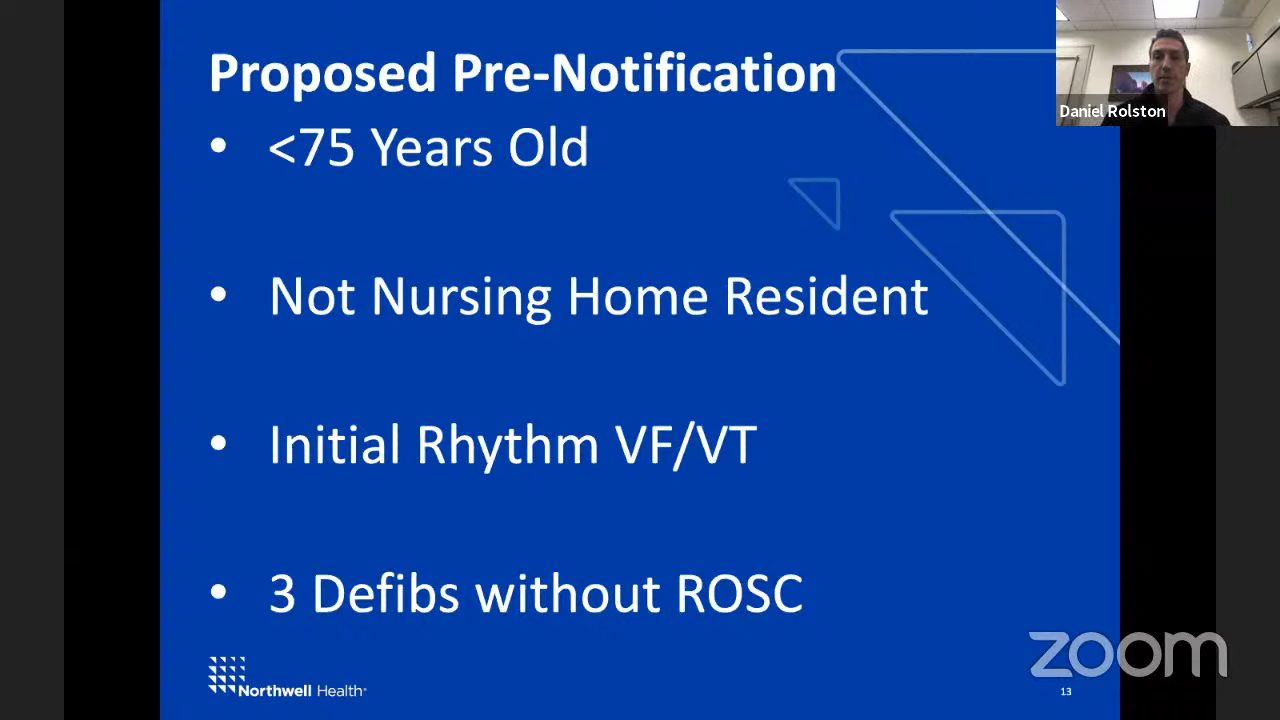 Proposed Pre-Notification
Daniel Rolston
• <75 Years Old
• Not Nursing Home Resident
• Initial Rhythm VF/VT
• 3 Defibs without ROSC
zoom
Northwell Health
13